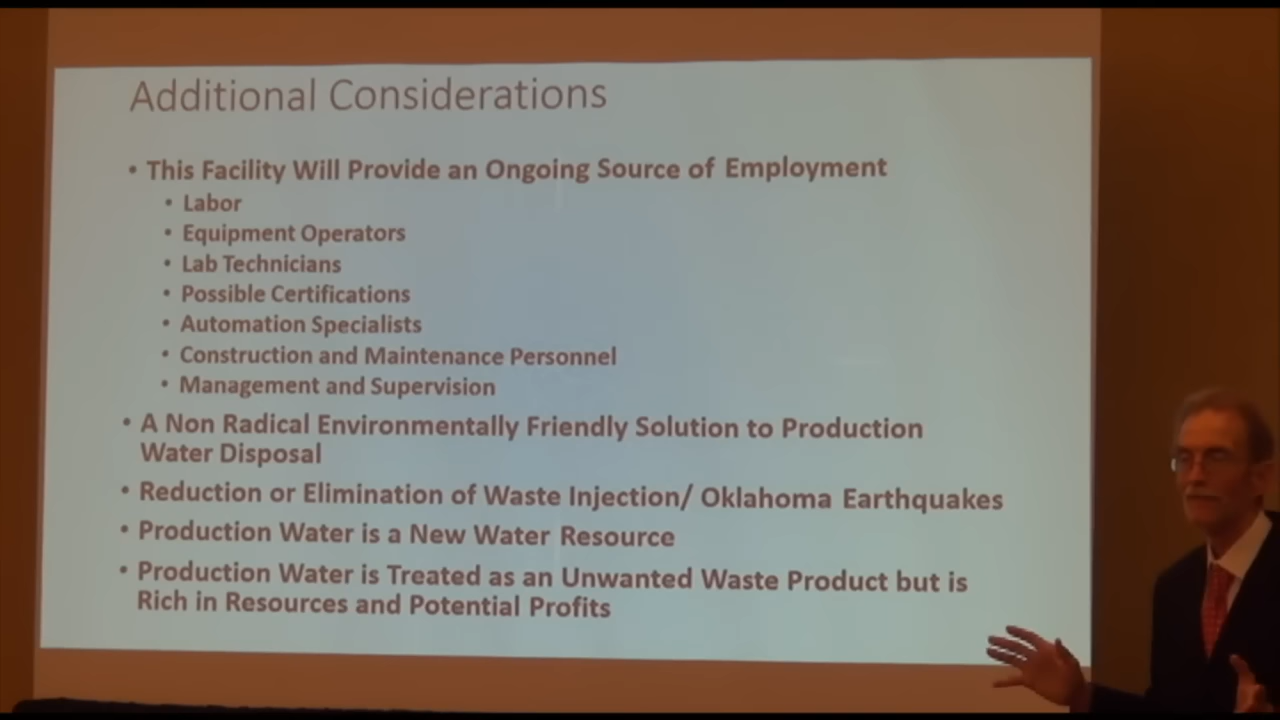 Additional Considerations
• This Facility Will Provide an Ongoing Source of Employment
• Labor
• Equipment Operators
• Lab Technicians
• Possible Certifications
• Automation Specialists
• Construction and Maintenance Personnel
• Management and Supervision
• A Non Radical Environmentally Friendly Solution to Production
Water Disposal
• Reduction or Elimination of Waste Injection/ Oklahoma Earthquakes
• Production Water is a New Water Resource
• Production Water is Treated as an Unwanted Waste Product but is
Rich in Resources and Potential Profits